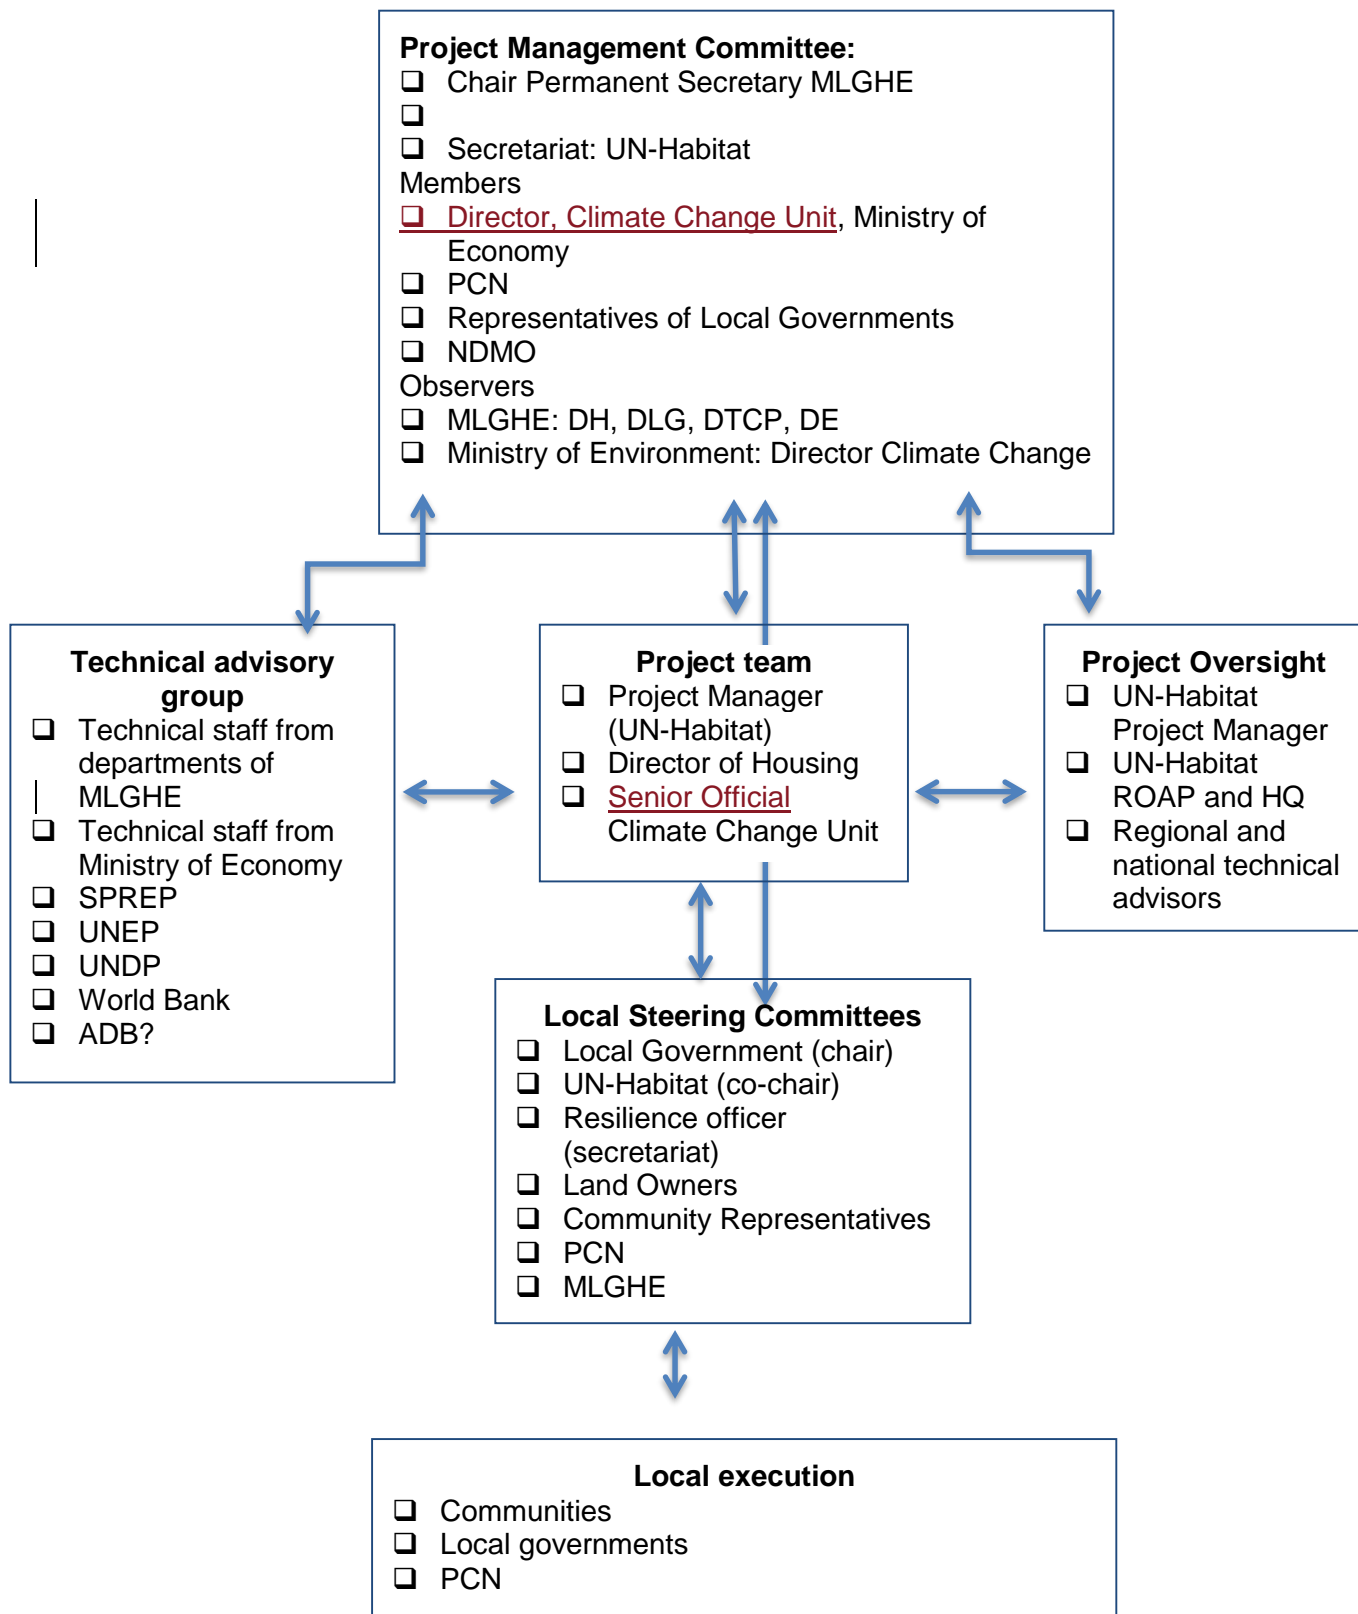 Project Management Committee:
❑ Chair Permanent Secretary MLGHE
❑
❑ Secretariat: UN-Habitat
Members
❑ Director, Climate Change Unit, Ministry of
Economy
❑ PCN
❑ Representatives of Local Governments
❑ NDMO
Observers
❑ MLGHE: DH, DLG, DTCP, DE
❑ Ministry of Environment: Director Climate Change
Technical advisory
group
❑ Technical staff from
departments of
MLGHE
❑ Technical staff from
Ministry of Economy
❑ SPREP
❑ UNEP
❑ UNDP
❑ World Bank
❑ ADB?
Project team
❑ Project Manager
(UN-Habitat)
❑ Director of Housing
❑ Senior Official
Climate Change Unit
Project Oversight
❑ UN-Habitat
Project Manager
❑ UN-Habitat
ROAP and HQ
❑ Regional and
national technical
advisors
Local Steering Committees
❑ Local Government (chair)
❑ UN-Habitat (co-chair)
❑ Resilience officer
(secretariat)
❑ Land Owners
❑ Community Representatives
❑ PCN
❑ MLGHE
Local execution
❑ Communities
❑ Local governments
❑ PCN